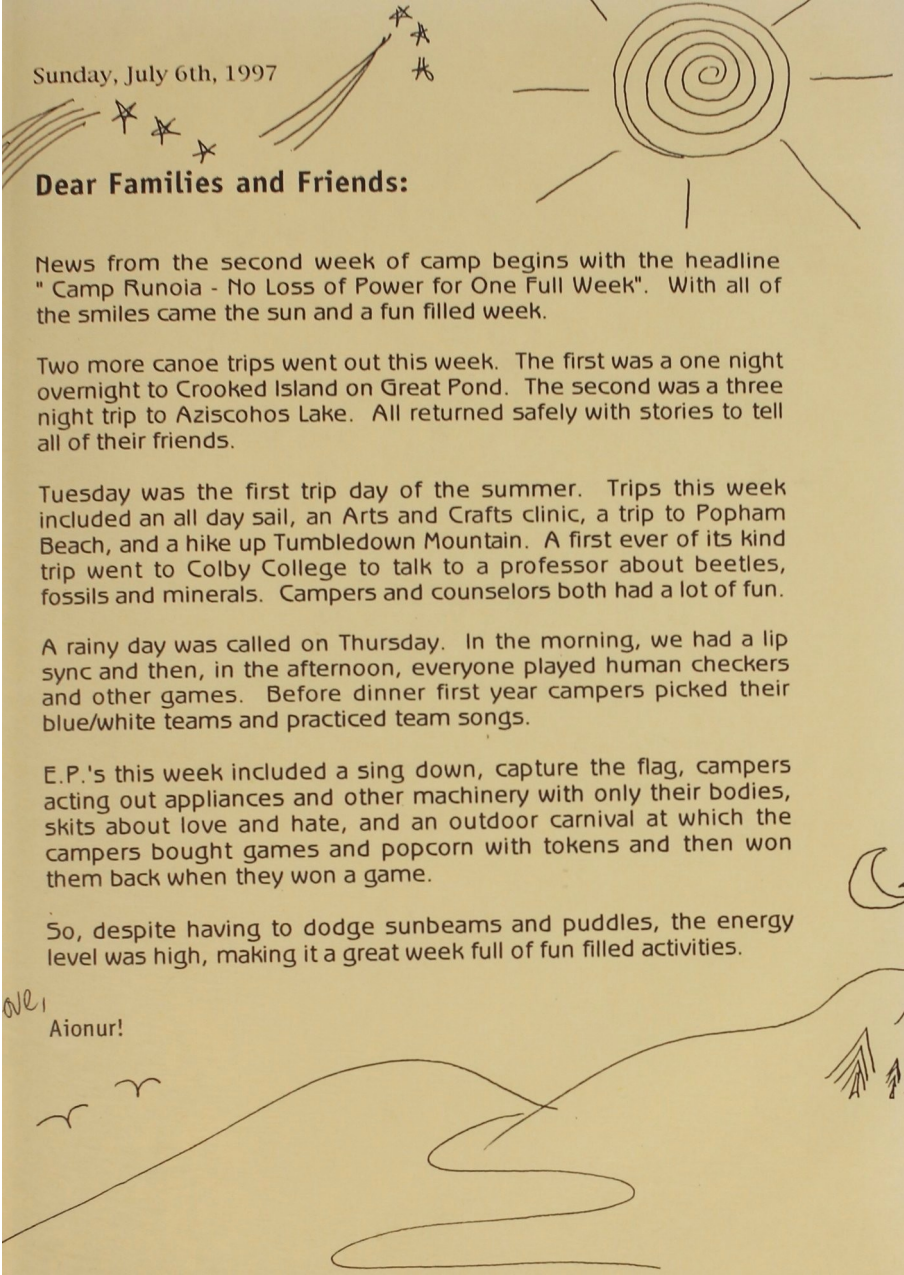 Sunday, July 6th, 1997
Dear Families and Friends:
News from the second week of camp begins with the headline
" Camp Runoia - No Loss of Power for One Full Week". With all of
the smiles came the sun and a fun filled week.
Two more canoe trips went out this week. The first was a one night
overnight to Crooked Island on Great Pond. The second was a three
night trip to Aziscohos Lake. All returned safely with stories to tell
all of their friends.
Tuesday was the first trip day of the summer. Trips this week
included an all day sail, an Arts and Crafts clinic, a trip to Popham
Beach, and a hike up Tumbledown Mountain. A first ever of its kind
trip went to Colby College to talk to a professor about beetles,
fossils and minerals. Campers and counselors both had a lot of fun.
A rainy day was called on Thursday. In the morning, we had a lip
sync and then, in the afternoon, everyone played human checkers
and other games. Before dinner first year campers picked their
blue/white teams and practiced team songs.
E.P.'s this week included a sing down, capture the flag, campers
acting out appliances and other machinery with only their bodies,
skits about love and hate, and an outdoor carnival at which the
campers bought games and popcorn with tokens and then won
them back when they won a game.
So, despite having to dodge sunbeams and puddles, the energy
level was high, making it a great week full of fun filled activities.
ove,
Aionur!